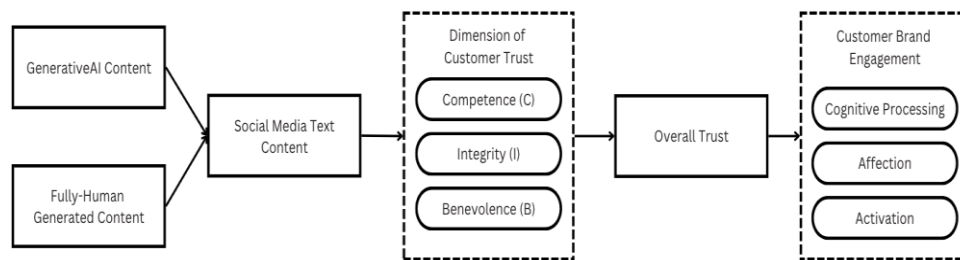 GenerativeAI Content
Fully-Human
Generated Content
Social Media Text
Content
Dimension of
Customer Trust
Competence (C)
Integrity (I)
Benevolence (B)
Overall Trust
Customer Brand
Engagement
Cognitive Processing
Affection
Activation